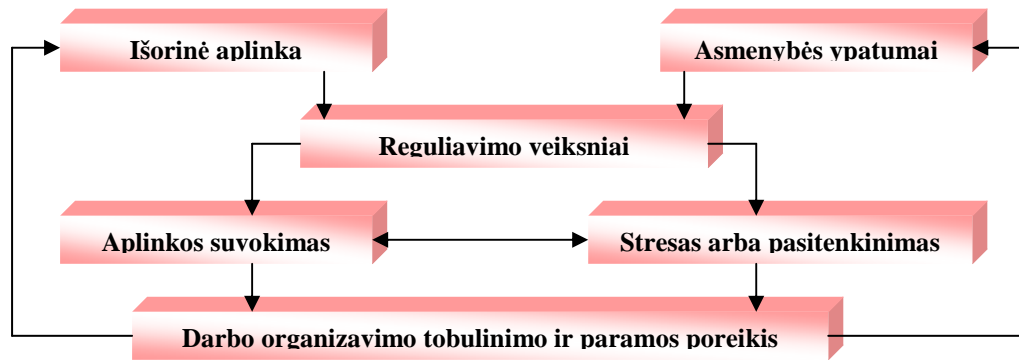 Išorinė aplinka
Asmenybės ypatumai
Reguliavimo veiksniai
Aplinkos suvokimas
Stresas arba pasitenkinimas
Darbo organizavimo tobulinimo ir paramos poreikis